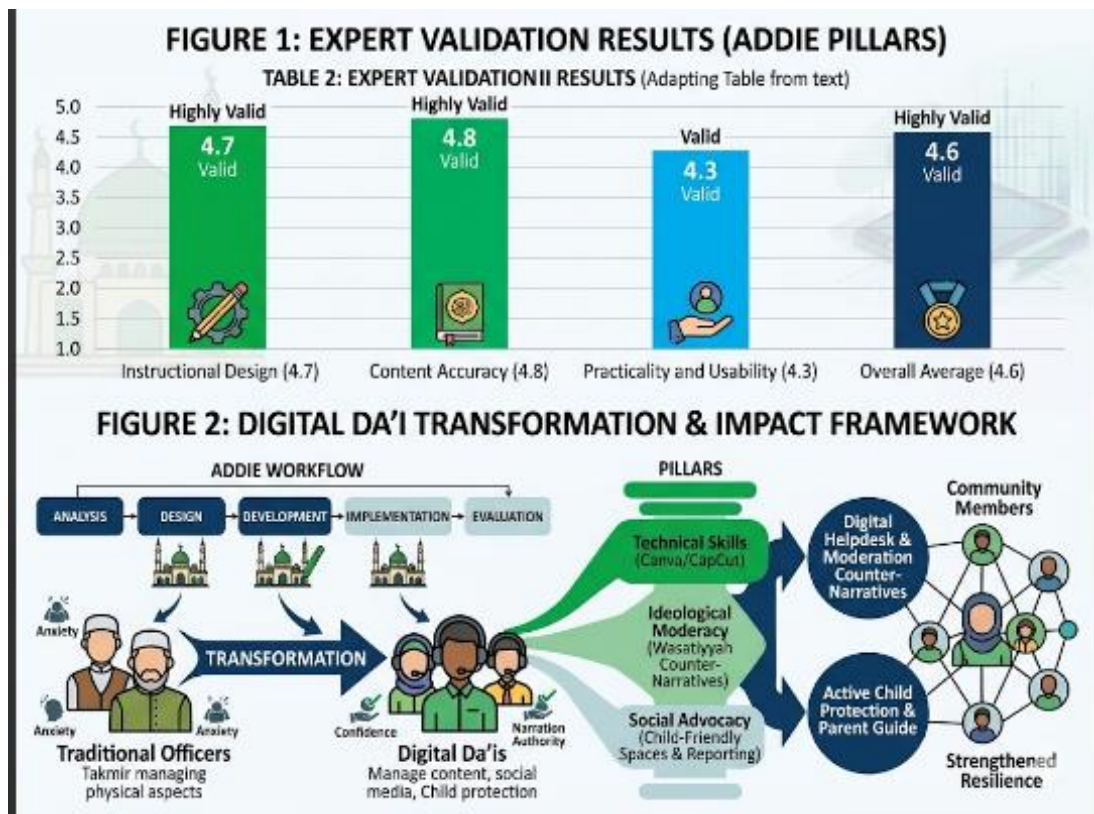 FIGURE 1: EXPERT VALIDATION RESULTS (ADDIE PILLARS)
TABLE 2: EXPERT VALIDATIONII RESULTS (Adapting Table from text)
5.0
4.5
4.0
3.5
3.0
2.5
2.0
1.5
1.0
Highly Valid
4.7
Valid
Highly Valid
4.8
Valid
Valid
4.3
Valid
Highly Valid
4.6
Valid
Instructional Design (4.7)
Content Accuracy (4.8)
Practicality and Usability (4.3)
Overall Average (4.6)
FIGURE 2: DIGITAL DA'I TRANSFORMATION & IMPACT FRAMEWORK
ADDIE WORKFLOW
ANALYSIS
DESIGN
DEVELOPMENT
IMPLEMENTATION
EVALUATION
Anxiety
Anxiety
Anxiety
Traditional Officers
Takmir managing
physical aspects
TRANSFORMATION
Confidence
Narration
Authority
Digital Da'is
Manage content, social
media, Child protection
PILLARS
Technical Skills
(Canva/CapCut)
Ideological
Moderacy
(Wasatiyyah
Counter-
Narratives)
Social Advocacy
(Child-Friendly
Spaces & Reporting)
Digital
Helpdesk &
Moderation
Counter-
Narratives
Active Child
Protection &
Parent Guide
Community
Members
Strengthened
Resilience